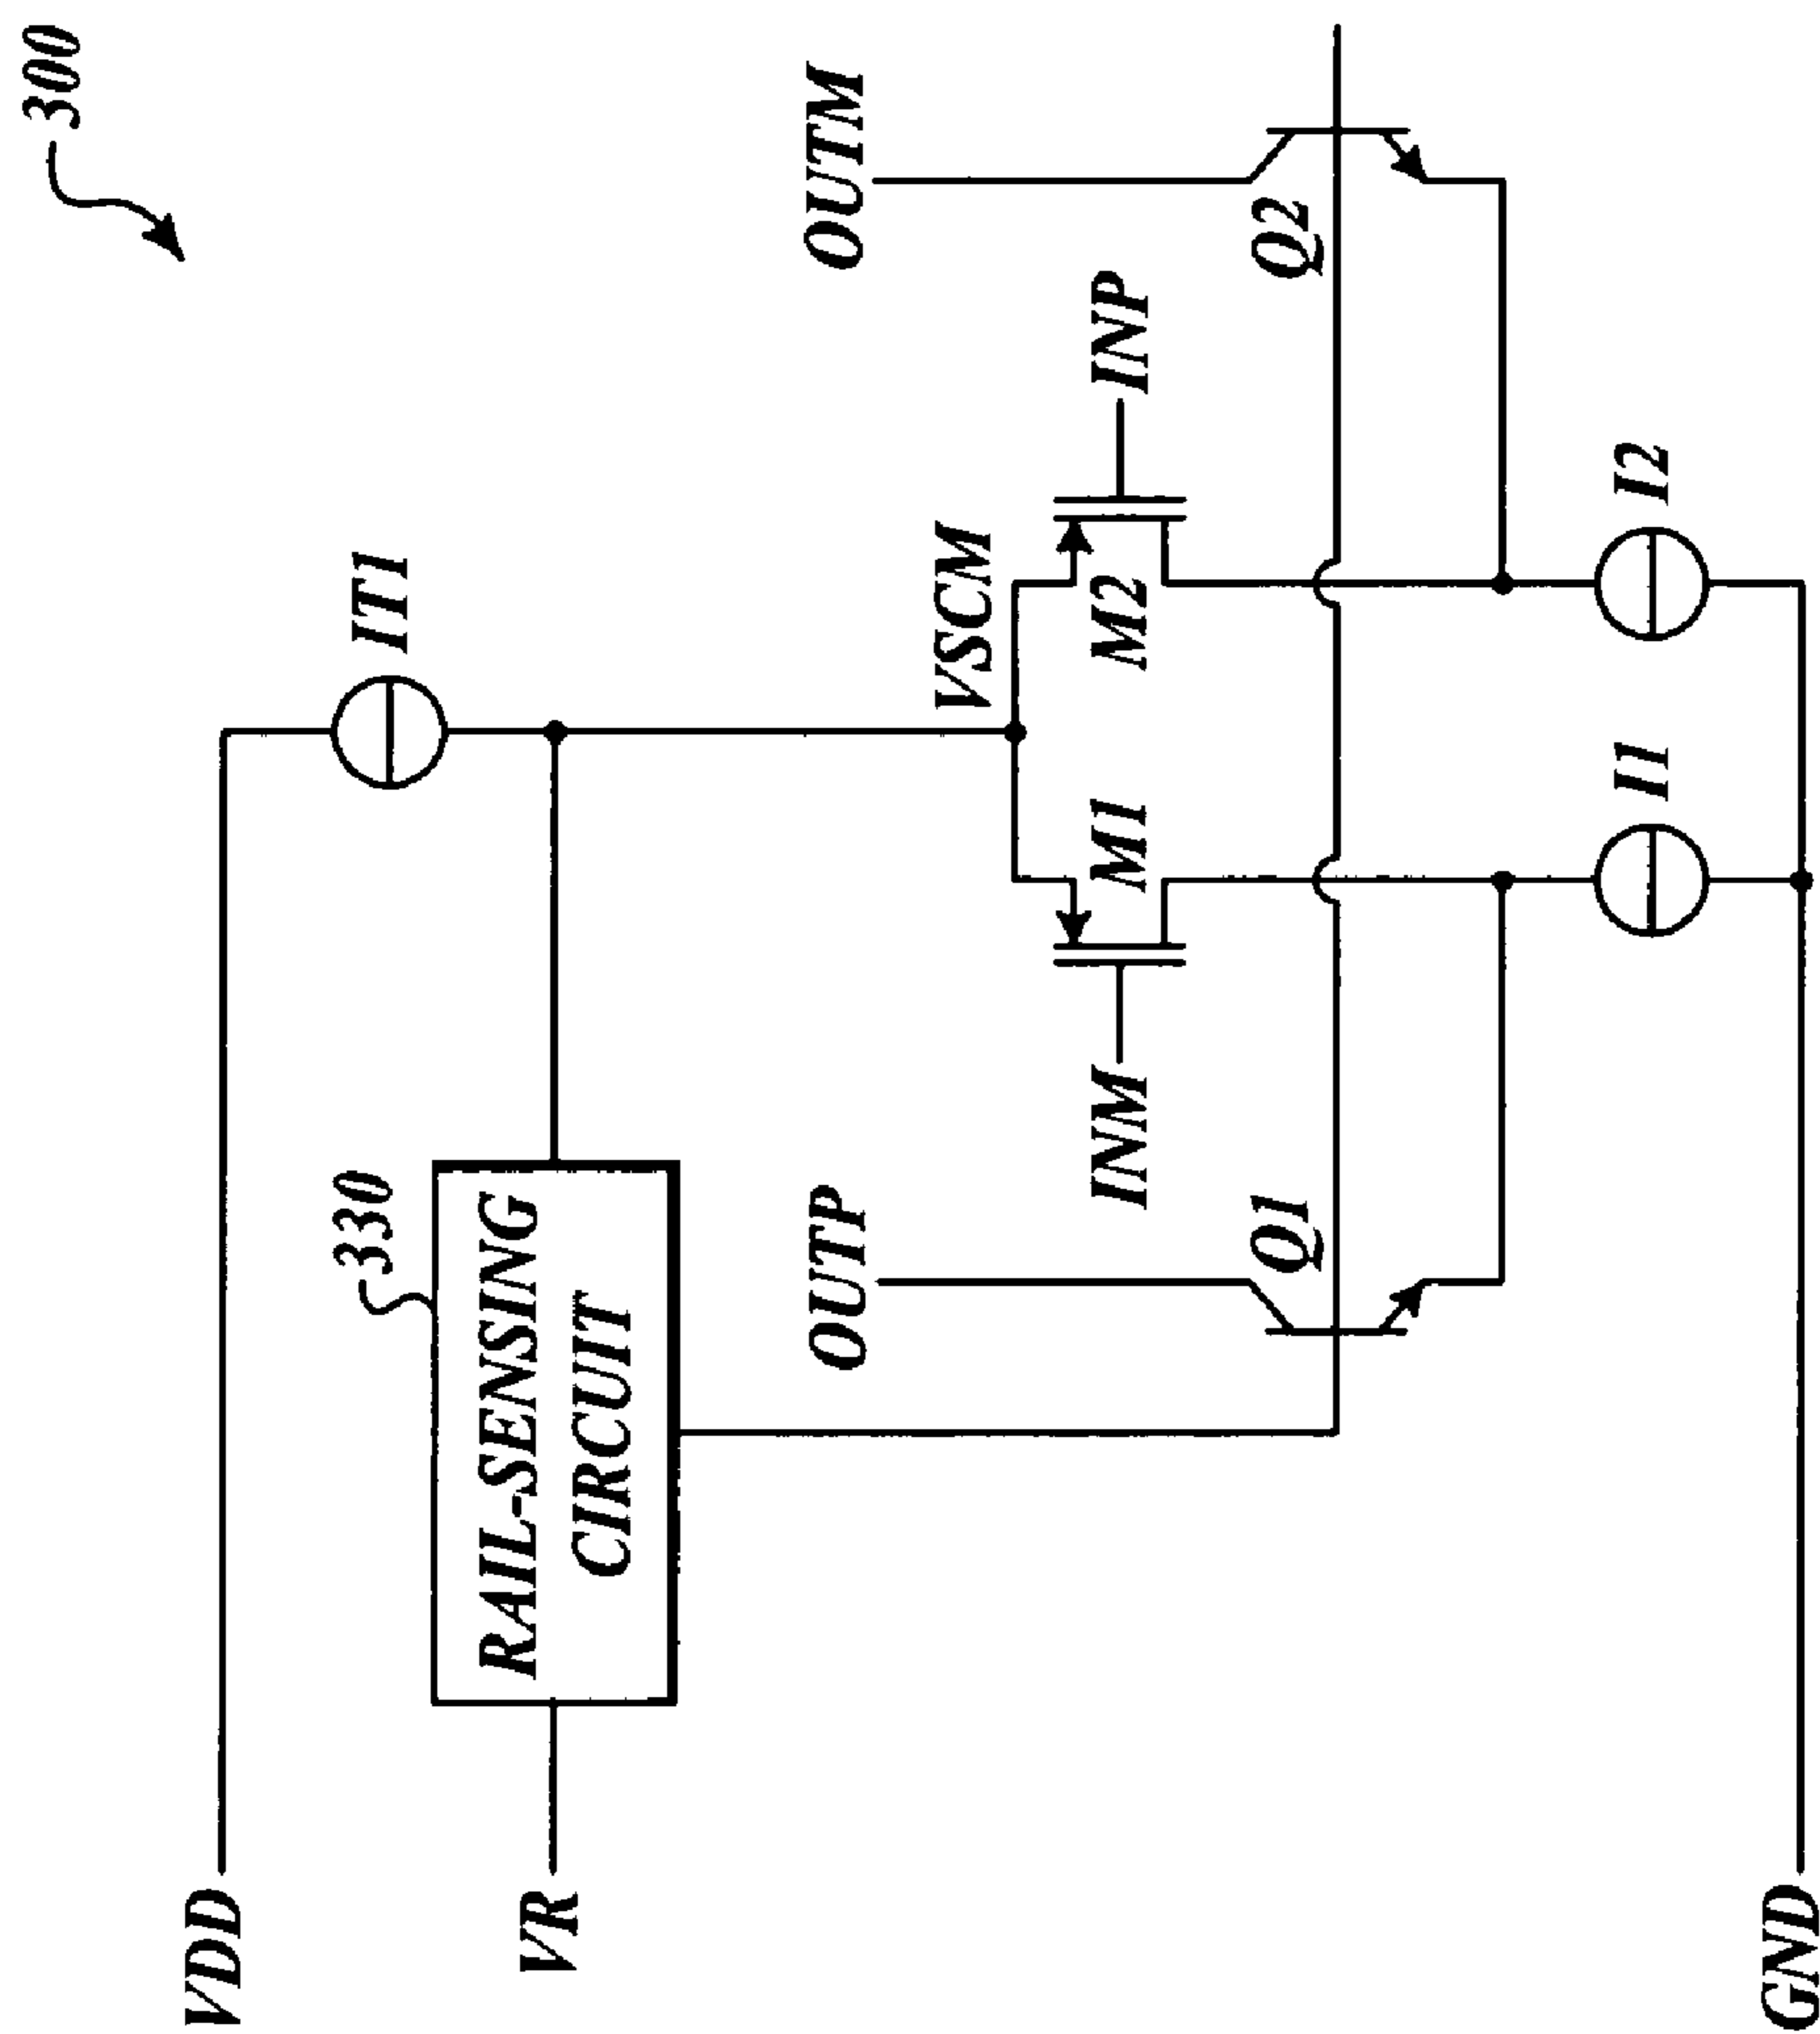 300
VDD
IT1
330
RAIL-SENSING
CIRCUIT
VR
VSCM
OUTP
OUTM
INM
M1
M2
INP
Q1
Q2
I1
I2
GND